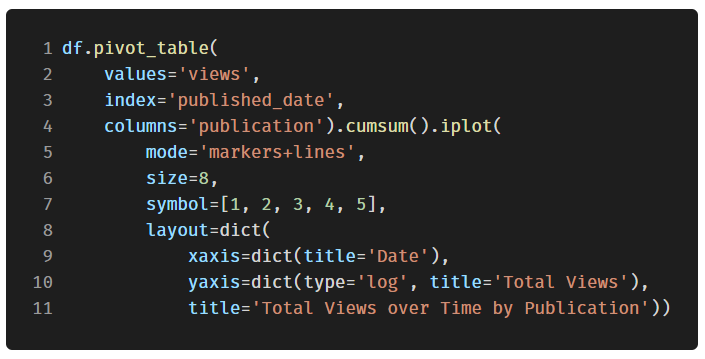 1 df.pivot_table(
2     values='views',
3     index='published_date',
4     columns='publication').cumsum().iplot(
5         mode='markers+lines',
6         size=8,
7         symbol=[1, 2, 3, 4, 5],
8         layout=dict(
9             xaxis=dict(title='Date'),
10             yaxis=dict(type='log', title='Total Views'),
11             title='Total Views over Time by Publication'))